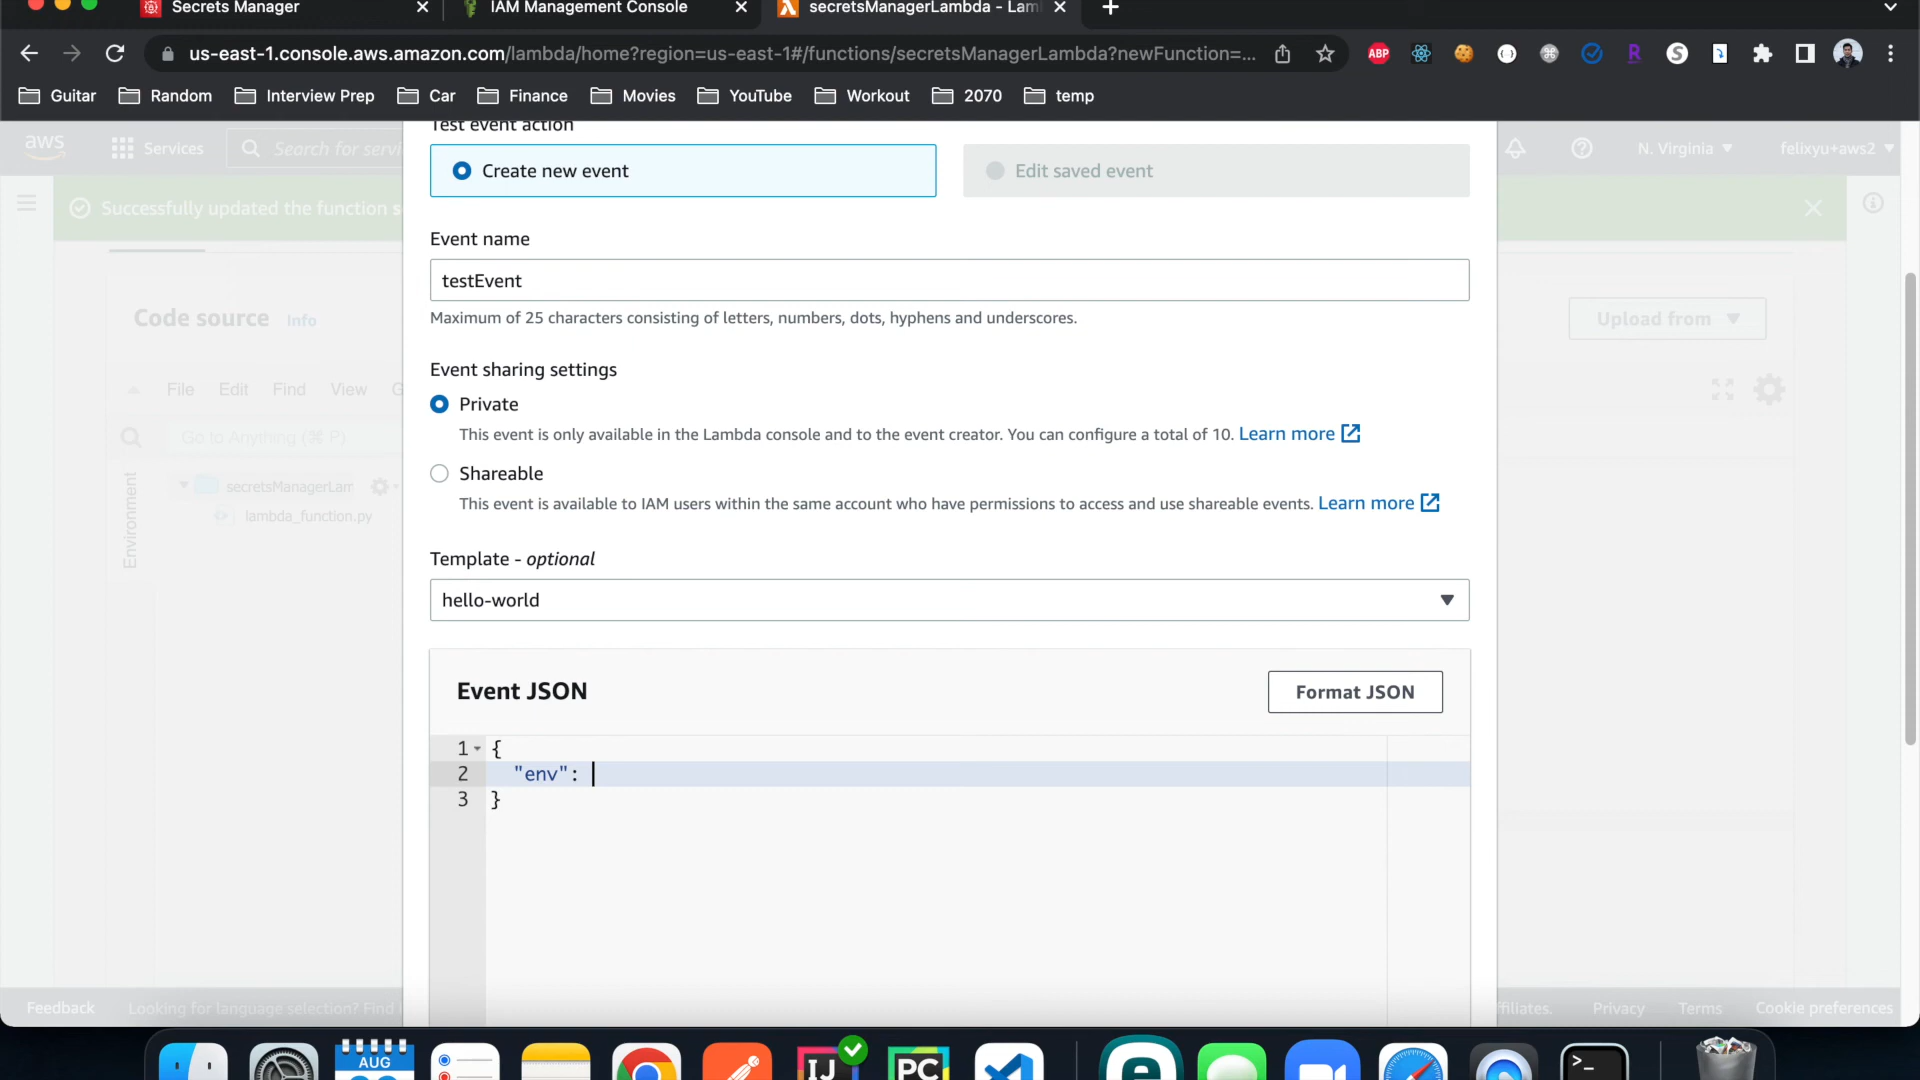 Secrets Manager
IAM Management Console
secretsManagerLambda - Lam
us-east-1.console.aws.amazon.com/lambda/home?region=us-east-1#/functions/secretsManagerLambda?newFunction=...
ABP
Guitar
Random
Interview Prep
Car
Finance
Movies
YouTube
Workout
2070
temp
aws
Services
Search for servi
N. Virginia
felixyu+aws2
Test event action
Create new event
Edit saved event
Successfully updated the function s
Event name
testEvent
Maximum of 25 characters consisting of letters, numbers, dots, hyphens and underscores.
Code source
Info
Upload from
Event sharing settings
File
Edit
Find
View
G
Private
This event is only available in the Lambda console and to the event creator. You can configure a total of 10. Learn more
Go to Anything (⌘ P)
Shareable
This event is available to IAM users within the same account who have permissions to access and use shareable events. Learn more
Environment
secretsManagerLam
lambda_function.py
Template - optional
hello-world
Event JSON
Format JSON
1 {
2 "env":
3 }
Feedback
Looking for language selection? Find
ffiliates.
Privacy
Terms
Cookie preferences
AUG
IJ
PC
>_